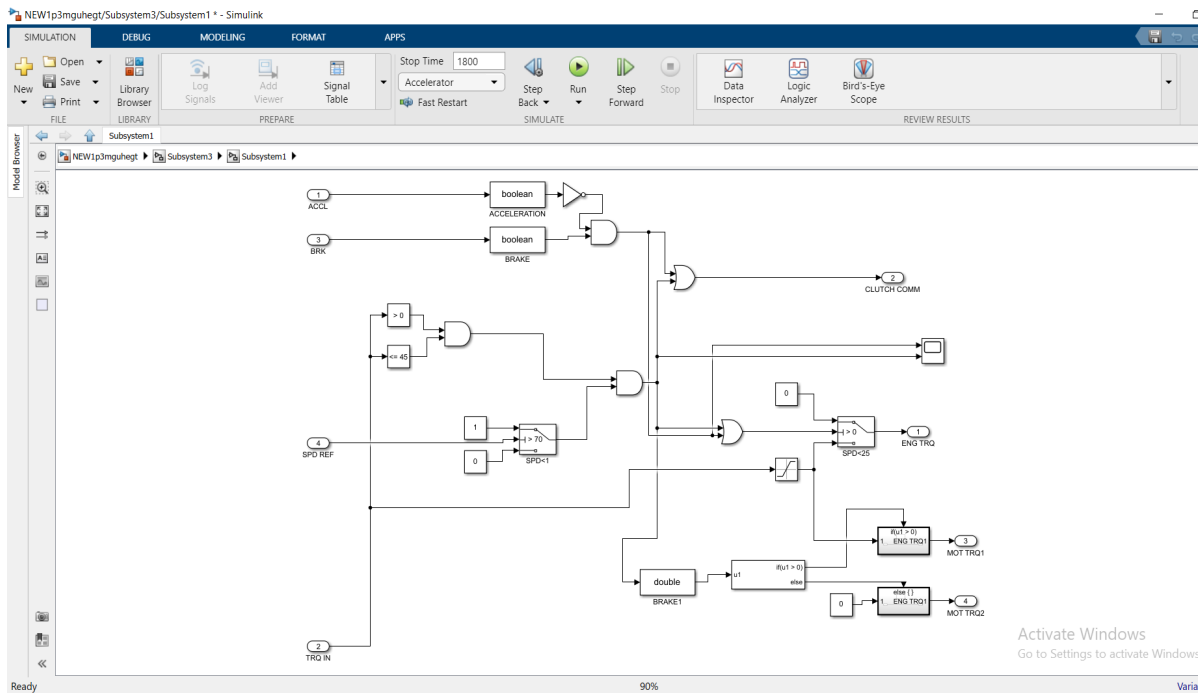 NEW1p3mguhegt/Subsystem3/Subsystem1 * - Simulink
SIMULATION DEBUG MODELING FORMAT APPS
New
Open
Save
Print
FILE
Library Browser
LIBRARY
Log Signals
Add Viewer
Signal Table
PREPARE
Stop Time 1800
Accelerator
Fast Restart
Step Back
Run
Step Forward
Stop
SIMULATE
Data Inspector
Logic Analyzer
Bird's-Eye Scope
REVIEW RESULTS
Model Browser
Subsystem1
NEW1p3mguhegt Subsystem3 Subsystem1
1
ACCL
boolean
ACCELERATION
3
BRK
boolean
BRAKE
2
CLUTCH COMM
> 0
<= 45
0
1
4
SPD REF
> 70
0
SPD<1
> 0
SPD<25
1
ENG TRQ
if(u1 > 0)
1 ENG TRQ1
3
MOT TRQ1
double
BRAKE1
u1
if(u1 > 0)
else
else { }
0
1 ENG TRQ1
4
MOT TRQ2
2
TRQ IN
Activate Windows
Go to Settings to activate Windows
Ready
90%